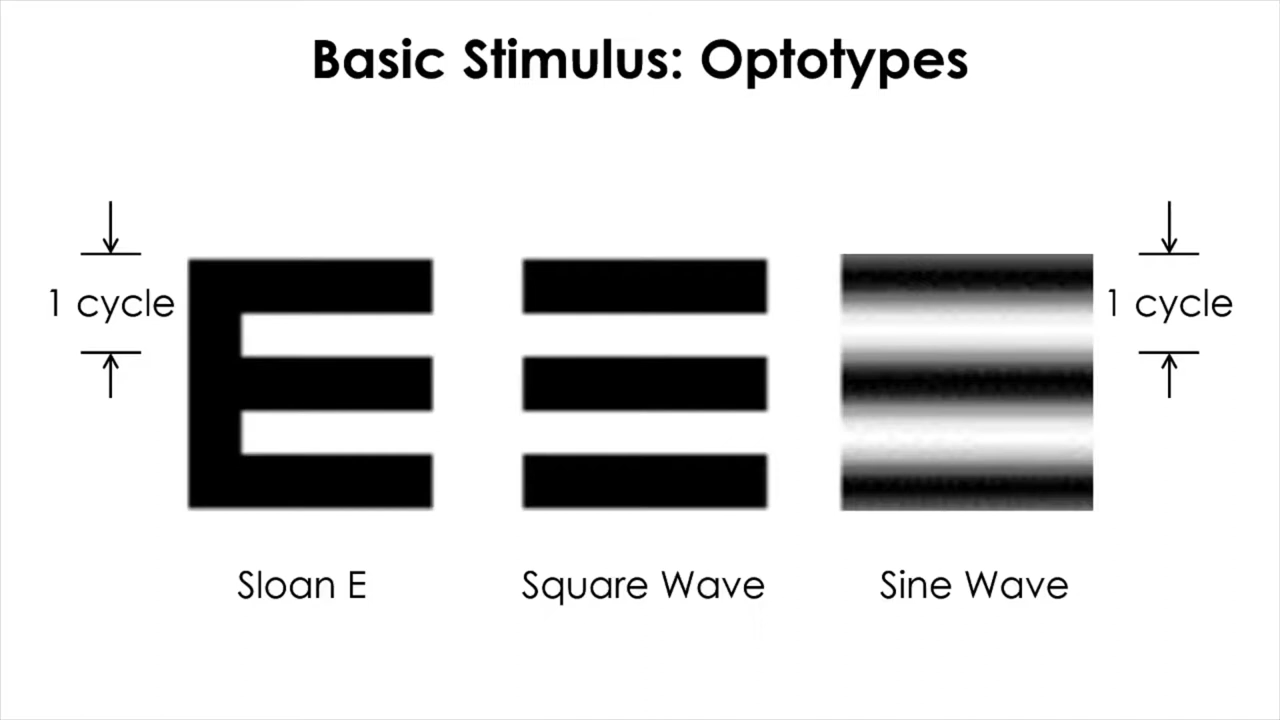 Basic Stimulus: Optotypes
1 cycle
1 cycle
Sloan E
Square Wave
Sine Wave